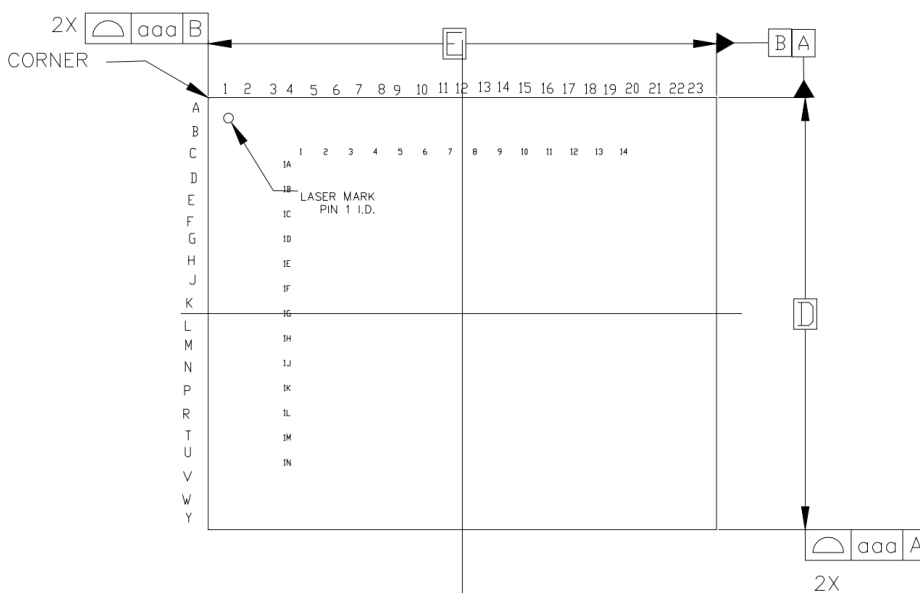 2X aaa B
E
B A
CORNER
1 2 3 4 5 6 7 8 9 10 11 12 13 14 15 16 17 18 19 20 21 22 23
A
B
C
1 2 3 4 5 6 7 8 9 10 11 12 13 14
1A
D
1B
LASER MARK
E
PIN 1 I.D.
1C
F
G
1D
H
1E
J
1F
K
1G
D
L
1H
M
N
1J
P
1K
R
1L
T
1M
U
1N
V
W
Y
aaa A
2X